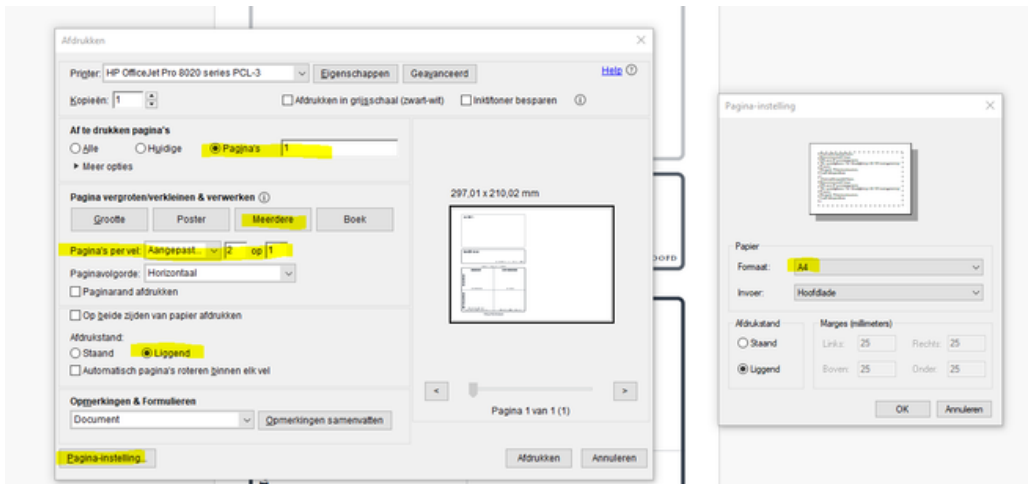 Afdrukken
Printer: HP OfficeJet Pro 8020 series PCL-3 Eigenschappen Geavanceerd Help
Kopieën: 1 Afdrukken in grijsschaal (zwart-wit) Inkt/toner besparen
Af te drukken pagina's
Alle Huidige Pagina's 1
Meer opties
Pagina vergroten/verkleinen & verwerken
Grootte Poster Meerdere Boek
Pagina's per vel: Aangepast... 2 op 1
Paginavolgorde: Horizontaal
Paginarand afdrukken
Op beide zijden van papier afdrukken
Afdrukstand:
Staand Liggend
Automatisch pagina's roteren binnen elk vel
Opmerkingen & Formulieren
Document Opmerkingen samenvatten
Pagina-instelling...
297,01 x 210,02 mm
< >
Pagina 1 van 1 (1)
Afdrukken Annuleren
OOFD
Pagina-instelling
Papier
Formaat: A4
Invoer: Hoofdlade
Afdrukstand Marges (millimeters)
Staand Links: 25 Rechts: 25
Liggend Boven: 25 Onder: 25
OK Annuleren